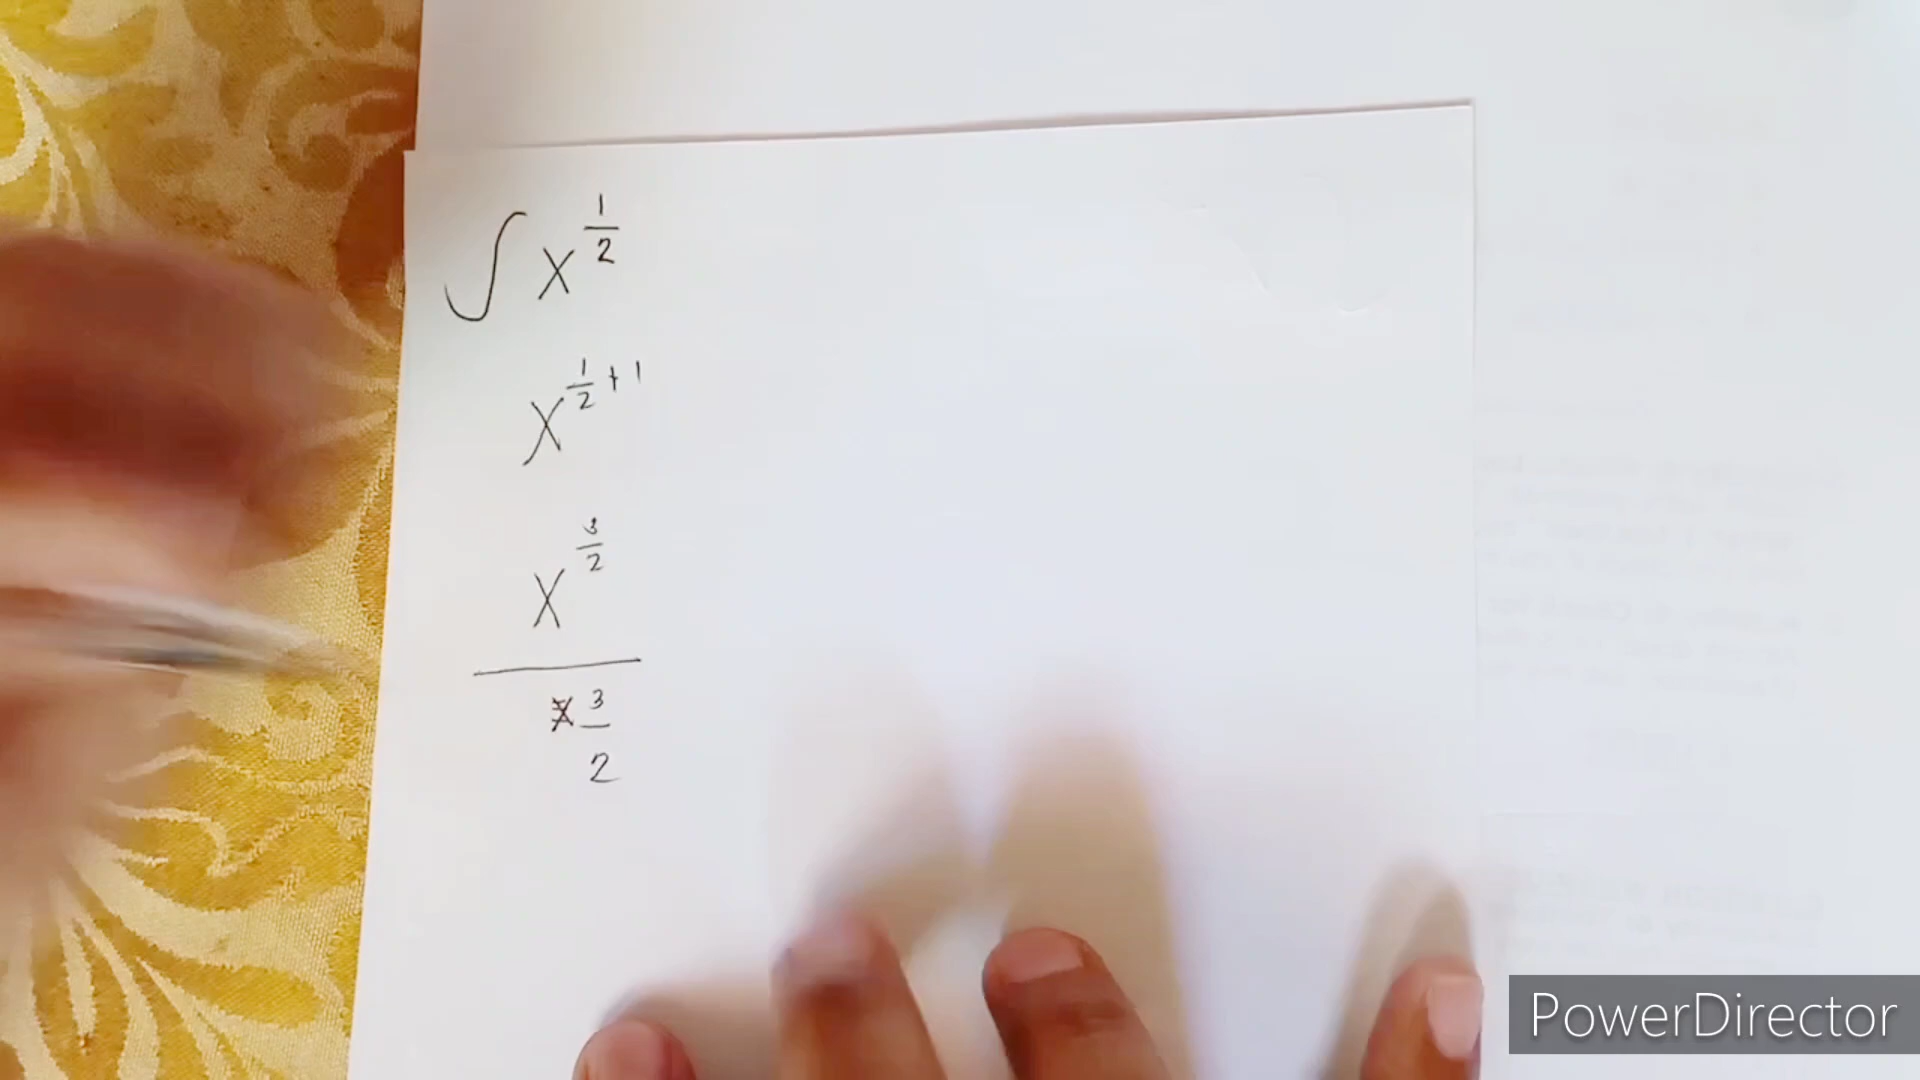 ∫ x^(1/2)
x^(1/2 + 1)
x^(3/2)
3/2
PowerDirector